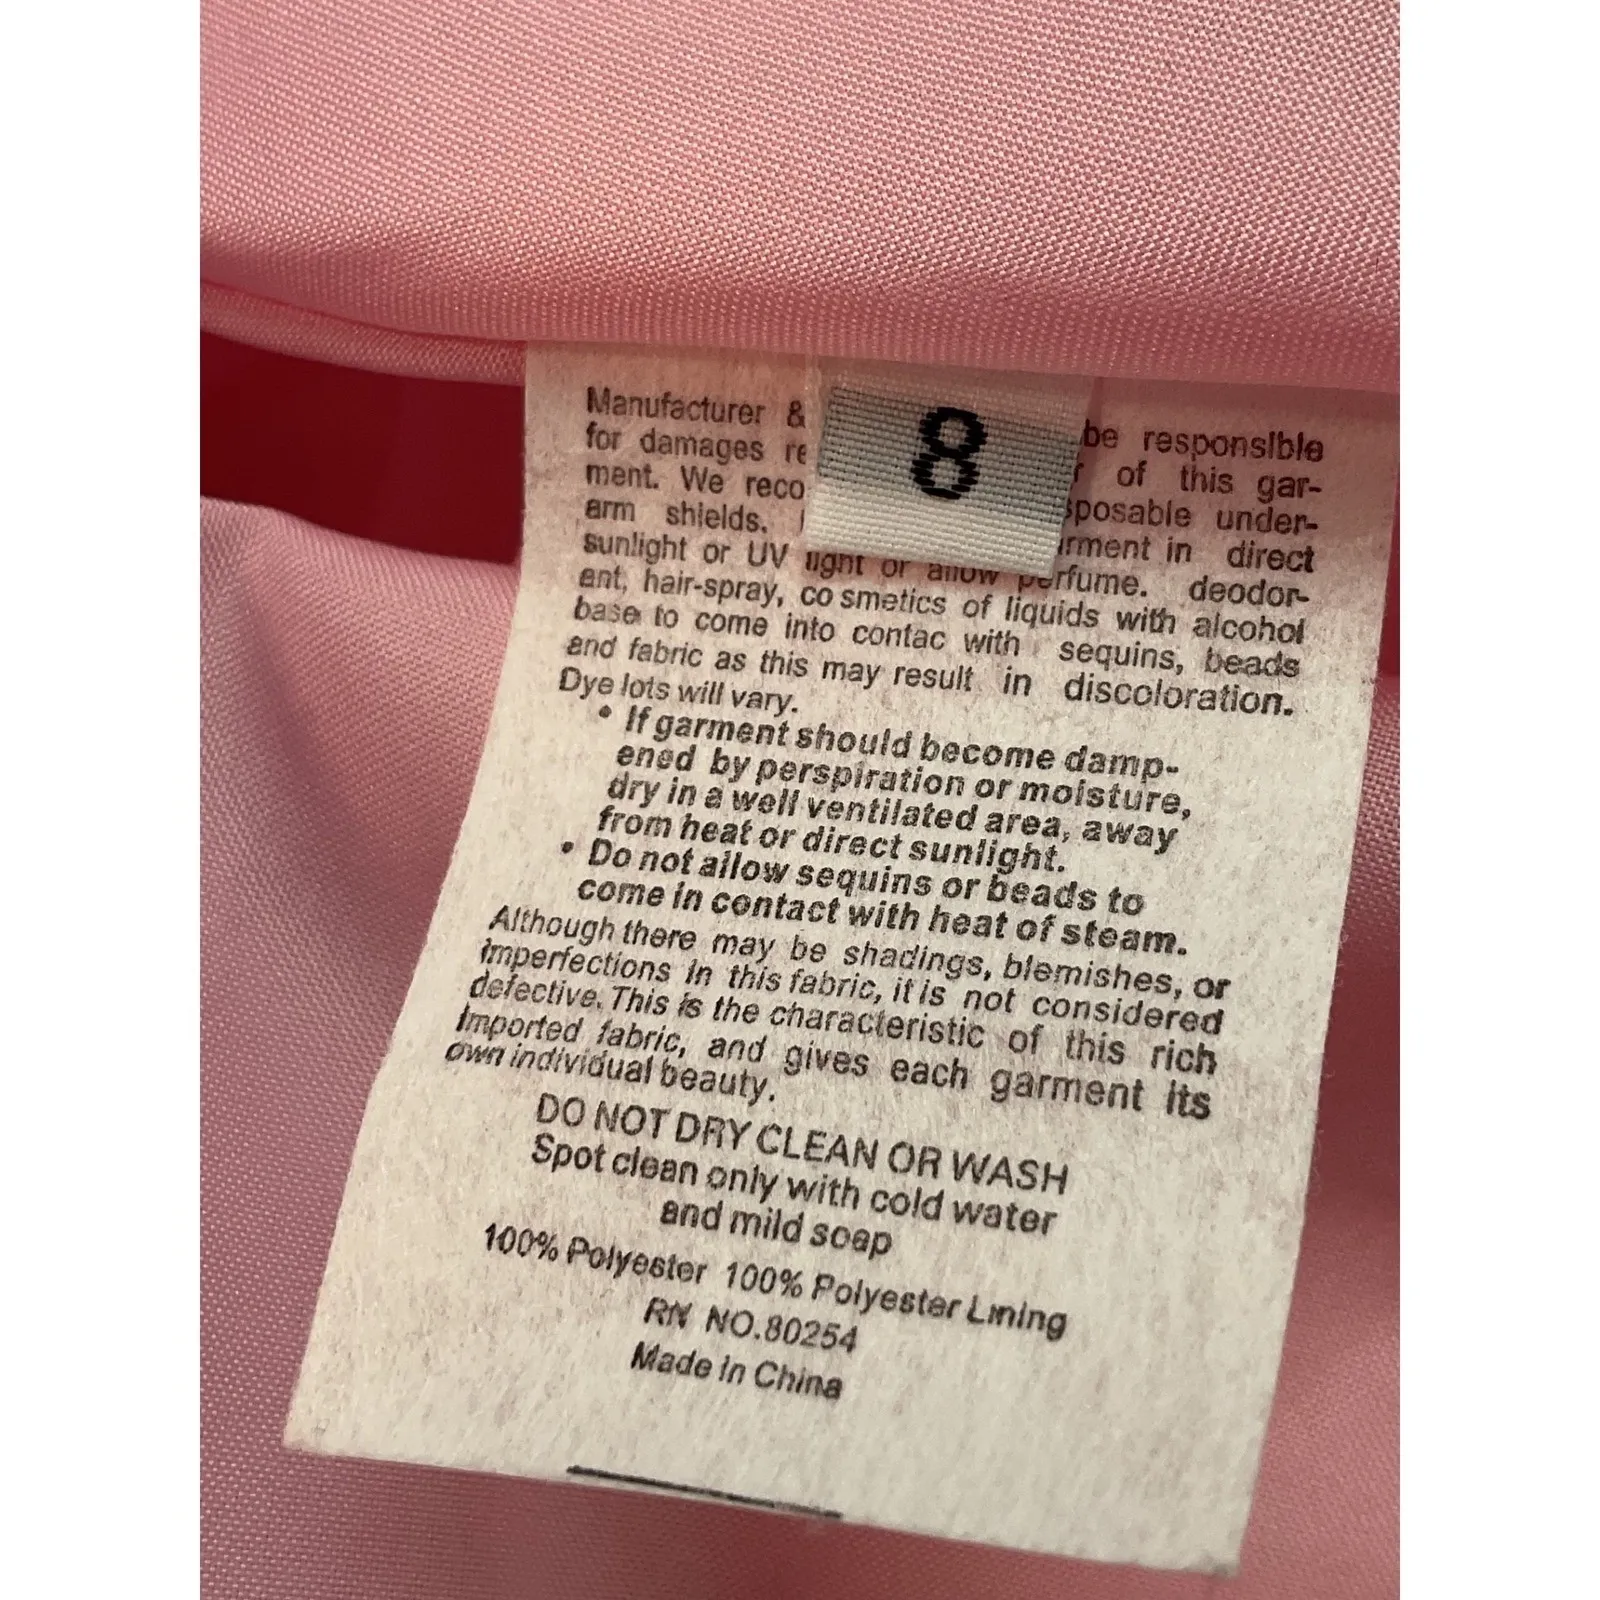 8
Manufacturer & be responsible
for damages of this gar-
ment. We sposable under-
arm shields. in direct
sunlight or UV light or allow perfume. deodor-
ant, hair-spray, co smetics of liquids with alcohol
base to come into contac with sequins, beads
and fabric as this may result in discoloration.
Dye lots will vary.
• If garment should become damp-
ened by perspiration or moisture,
dry in a well ventilated area, away
from heat or direct sunlight.
• Do not allow sequins or beads to
come in contact with heat of steam.
Although there may be shadings, blemishes, or
imperfections in this fabric, it is not considered
defective. This is the characteristic of this rich
Imported fabric, and gives each garment its
own individual beauty.
DO NOT DRY CLEAN OR WASH
Spot clean only with cold water
and mild soap
100% Polyester 100% Polyester Lining
RN NO.80254
Made in China